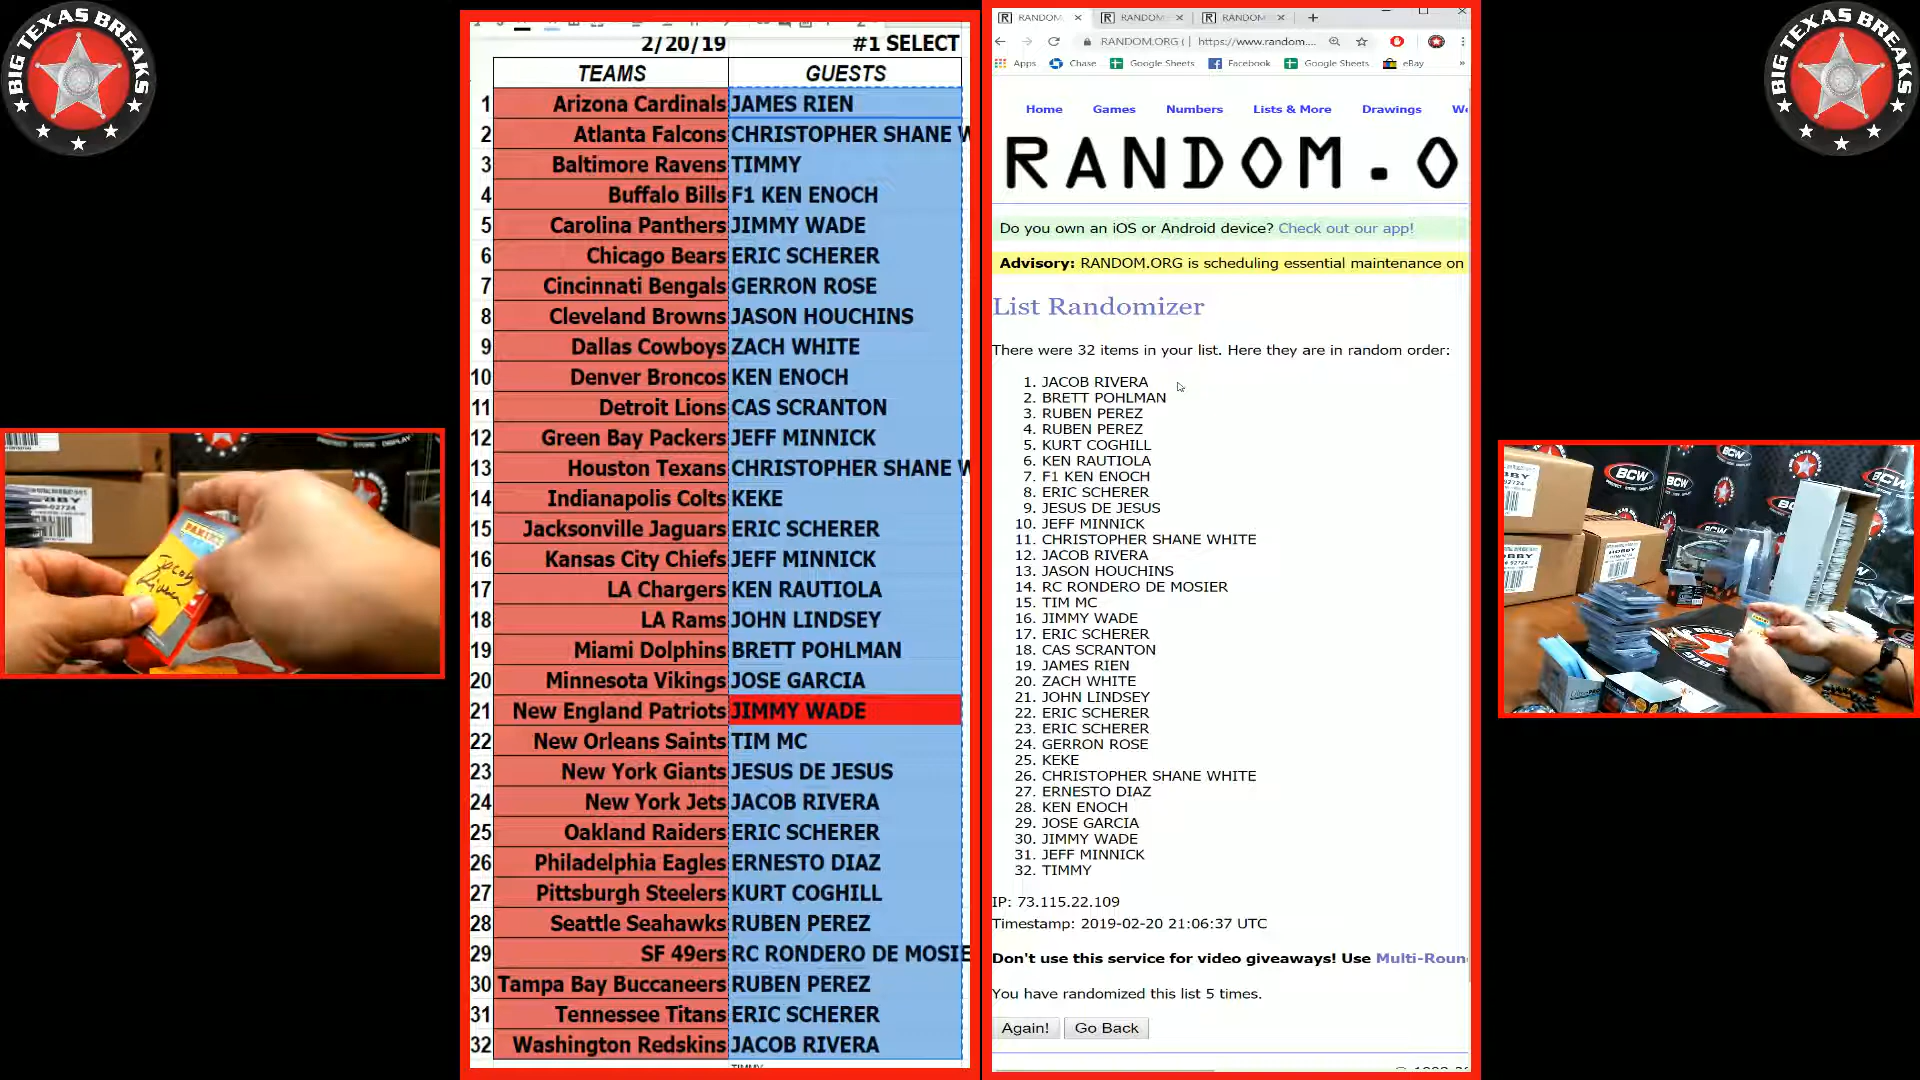 BIG TEXAS BREAKS
2/20/19 #1 SELECT
TEAMS GUESTS
1 Arizona Cardinals JAMES RIEN
2 Atlanta Falcons CHRISTOPHER SHANE W
3 Baltimore Ravens TIMMY
4 Buffalo Bills F1 KEN ENOCH
5 Carolina Panthers JIMMY WADE
6 Chicago Bears ERIC SCHERER
7 Cincinnati Bengals GERRON ROSE
8 Cleveland Browns JASON HOUCHINS
9 Dallas Cowboys ZACH WHITE
10 Denver Broncos KEN ENOCH
11 Detroit Lions CAS SCRANTON
12 Green Bay Packers JEFF MINNICK
13 Houston Texans CHRISTOPHER SHANE W
14 Indianapolis Colts KEKE
15 Jacksonville Jaguars ERIC SCHERER
16 Kansas City Chiefs JEFF MINNICK
17 LA Chargers KEN RAUTIOLA
18 LA Rams JOHN LINDSEY
19 Miami Dolphins BRETT POHLMAN
20 Minnesota Vikings JOSE GARCIA
21 New England Patriots JIMMY WADE
22 New Orleans Saints TIM MC
23 New York Giants JESUS DE JESUS
24 New York Jets JACOB RIVERA
25 Oakland Raiders ERIC SCHERER
26 Philadelphia Eagles ERNESTO DIAZ
27 Pittsburgh Steelers KURT COGHILL
28 Seattle Seahawks RUBEN PEREZ
29 SF 49ers RC RONDERO DE MOSIE
30 Tampa Bay Buccaneers RUBEN PEREZ
31 Tennessee Titans ERIC SCHERER
32 Washington Redskins JACOB RIVERA
RANDOM RANDOM RANDOM
RANDOM.ORG ( https://www.random....
Apps Chase Google Sheets Facebook Google Sheets eBay
Home Games Numbers Lists & More Drawings
RANDOM.O
Do you own an iOS or Android device? Check out our app!
Advisory: RANDOM.ORG is scheduling essential maintenance on
List Randomizer
There were 32 items in your list. Here they are in random order:
1. JACOB RIVERA
2. BRETT POHLMAN
3. RUBEN PEREZ
4. RUBEN PEREZ
5. KURT COGHILL
6. KEN RAUTIOLA
7. F1 KEN ENOCH
8. ERIC SCHERER
9. JESUS DE JESUS
10. JEFF MINNICK
11. CHRISTOPHER SHANE WHITE
12. JACOB RIVERA
13. JASON HOUCHINS
14. RC RONDERO DE MOSIER
15. TIM MC
16. JIMMY WADE
17. ERIC SCHERER
18. CAS SCRANTON
19. JAMES RIEN
20. ZACH WHITE
21. JOHN LINDSEY
22. ERIC SCHERER
23. ERIC SCHERER
24. GERRON ROSE
25. KEKE
26. CHRISTOPHER SHANE WHITE
27. ERNESTO DIAZ
28. KEN ENOCH
29. JOSE GARCIA
30. JIMMY WADE
31. JEFF MINNICK
32. TIMMY
IP: 73.115.22.109
Timestamp: 2019-02-20 21:06:37 UTC
Don't use this service for video giveaways! Use Multi-Roun
You have randomized this list 5 times.
Again! Go Back
BIG TEXAS BREAKS
Jacob
Rivera
BCW
BCW
HOBBY